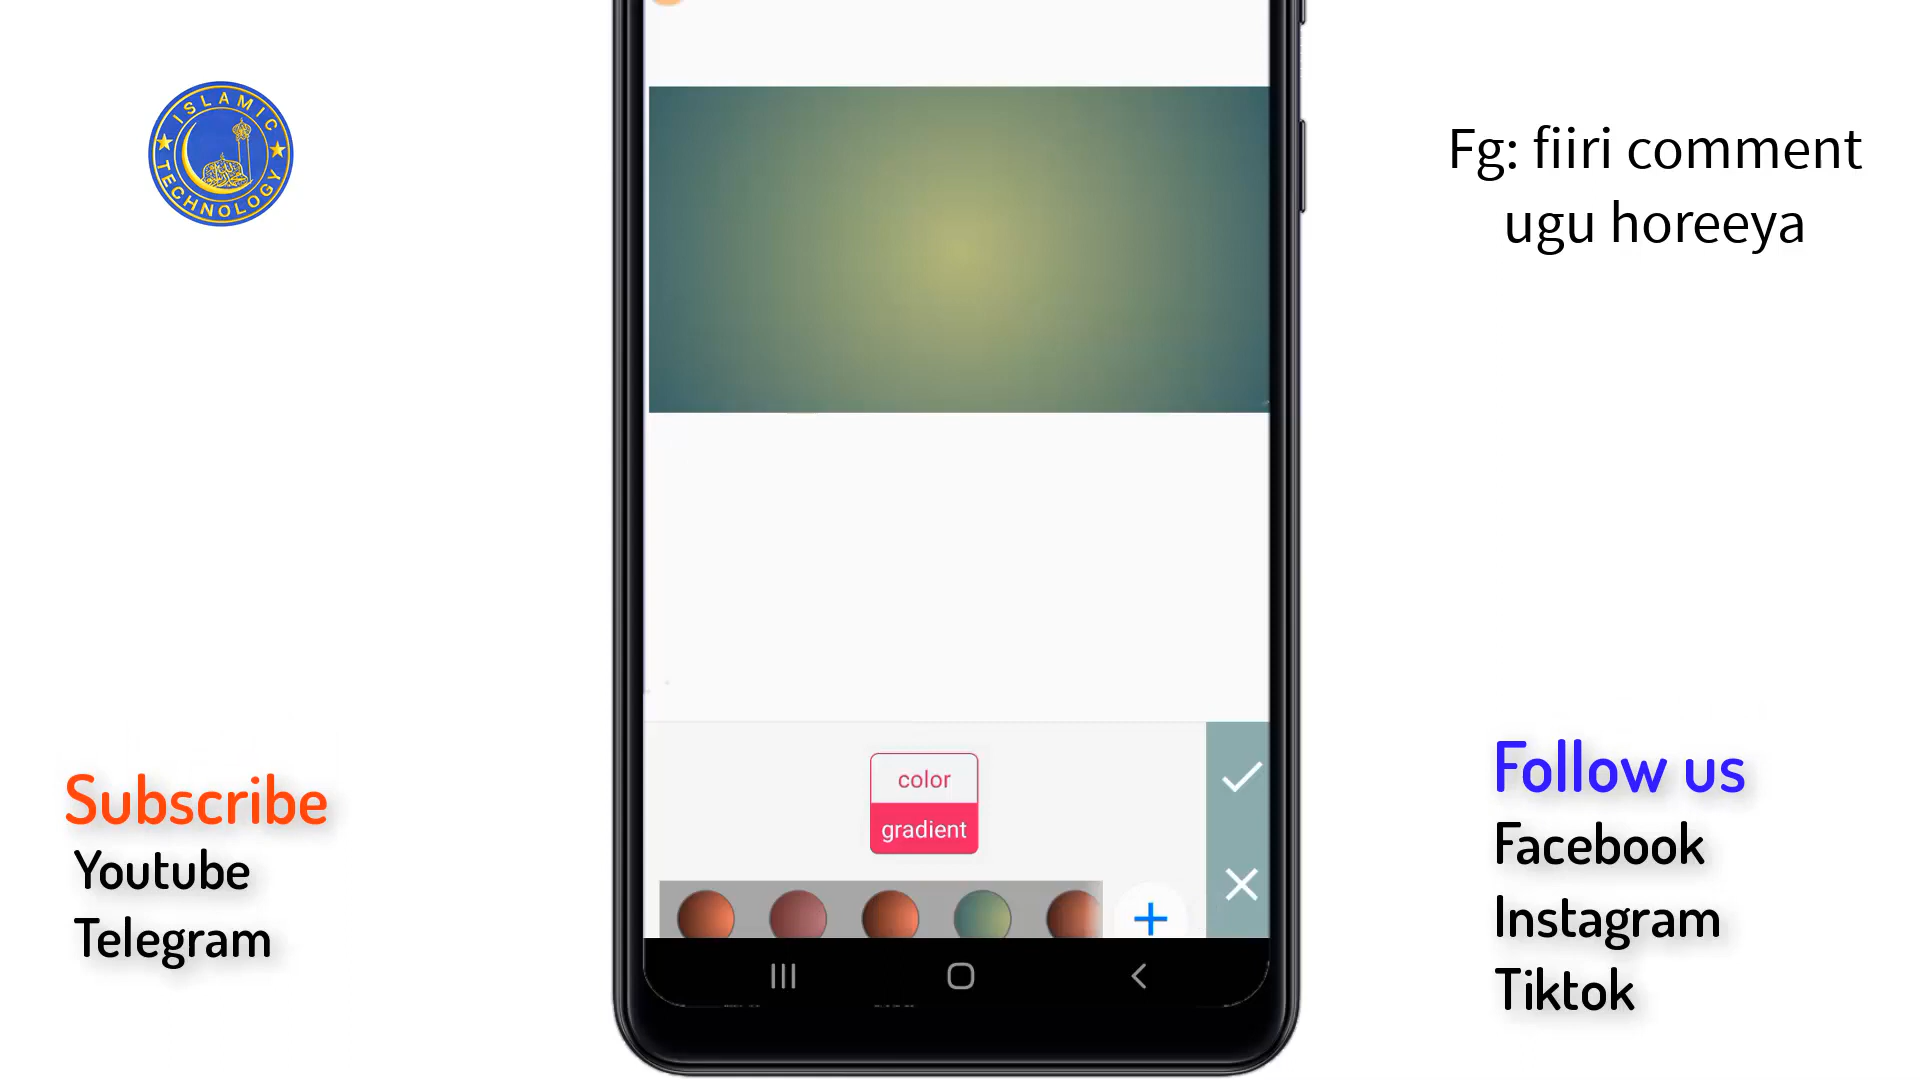 ISLAMIC
TECHNOLOGY
Fg: fiiri comment
ugu horeeya
color
gradient
Subscribe
Youtube
Telegram
Follow us
Facebook
Instagram
Tiktok